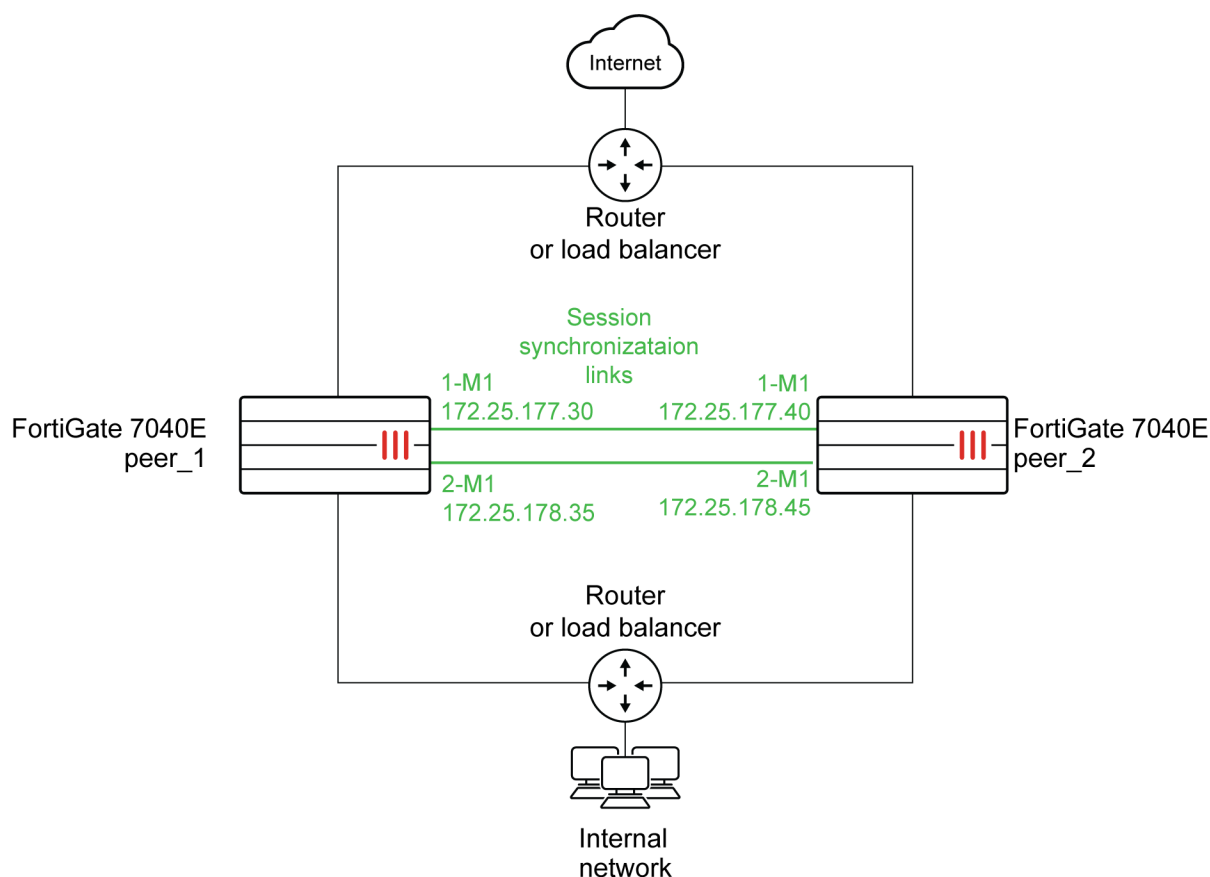 Internet
Router
or load balancer
Session
synchronizataion
links
1-M1
172.25.177.30
1-M1
172.25.177.40
FortiGate 7040E
peer_1
FortiGate 7040E
peer_2
2-M1
172.25.178.35
2-M1
172.25.178.45
Router
or load balancer
Internal
network